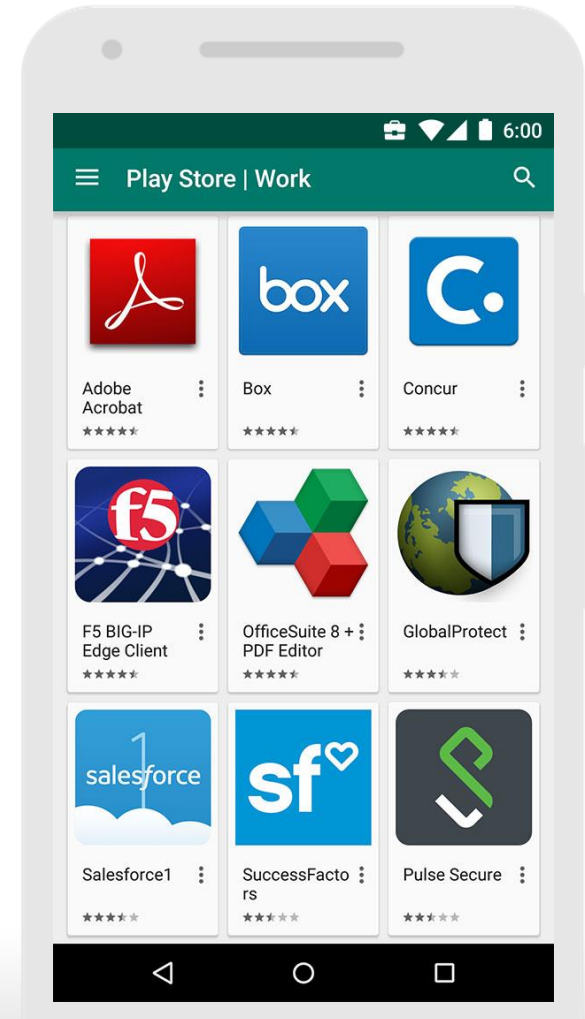 6:00
Play Store | Work
box
Adobe
Acrobat
Box
Concur
f5
F5 BIG-IP
Edge Client
OfficeSuite 8 +
PDF Editor
GlobalProtect
1
salesforce
sf
Salesforce1
SuccessFacto
rs
Pulse Secure